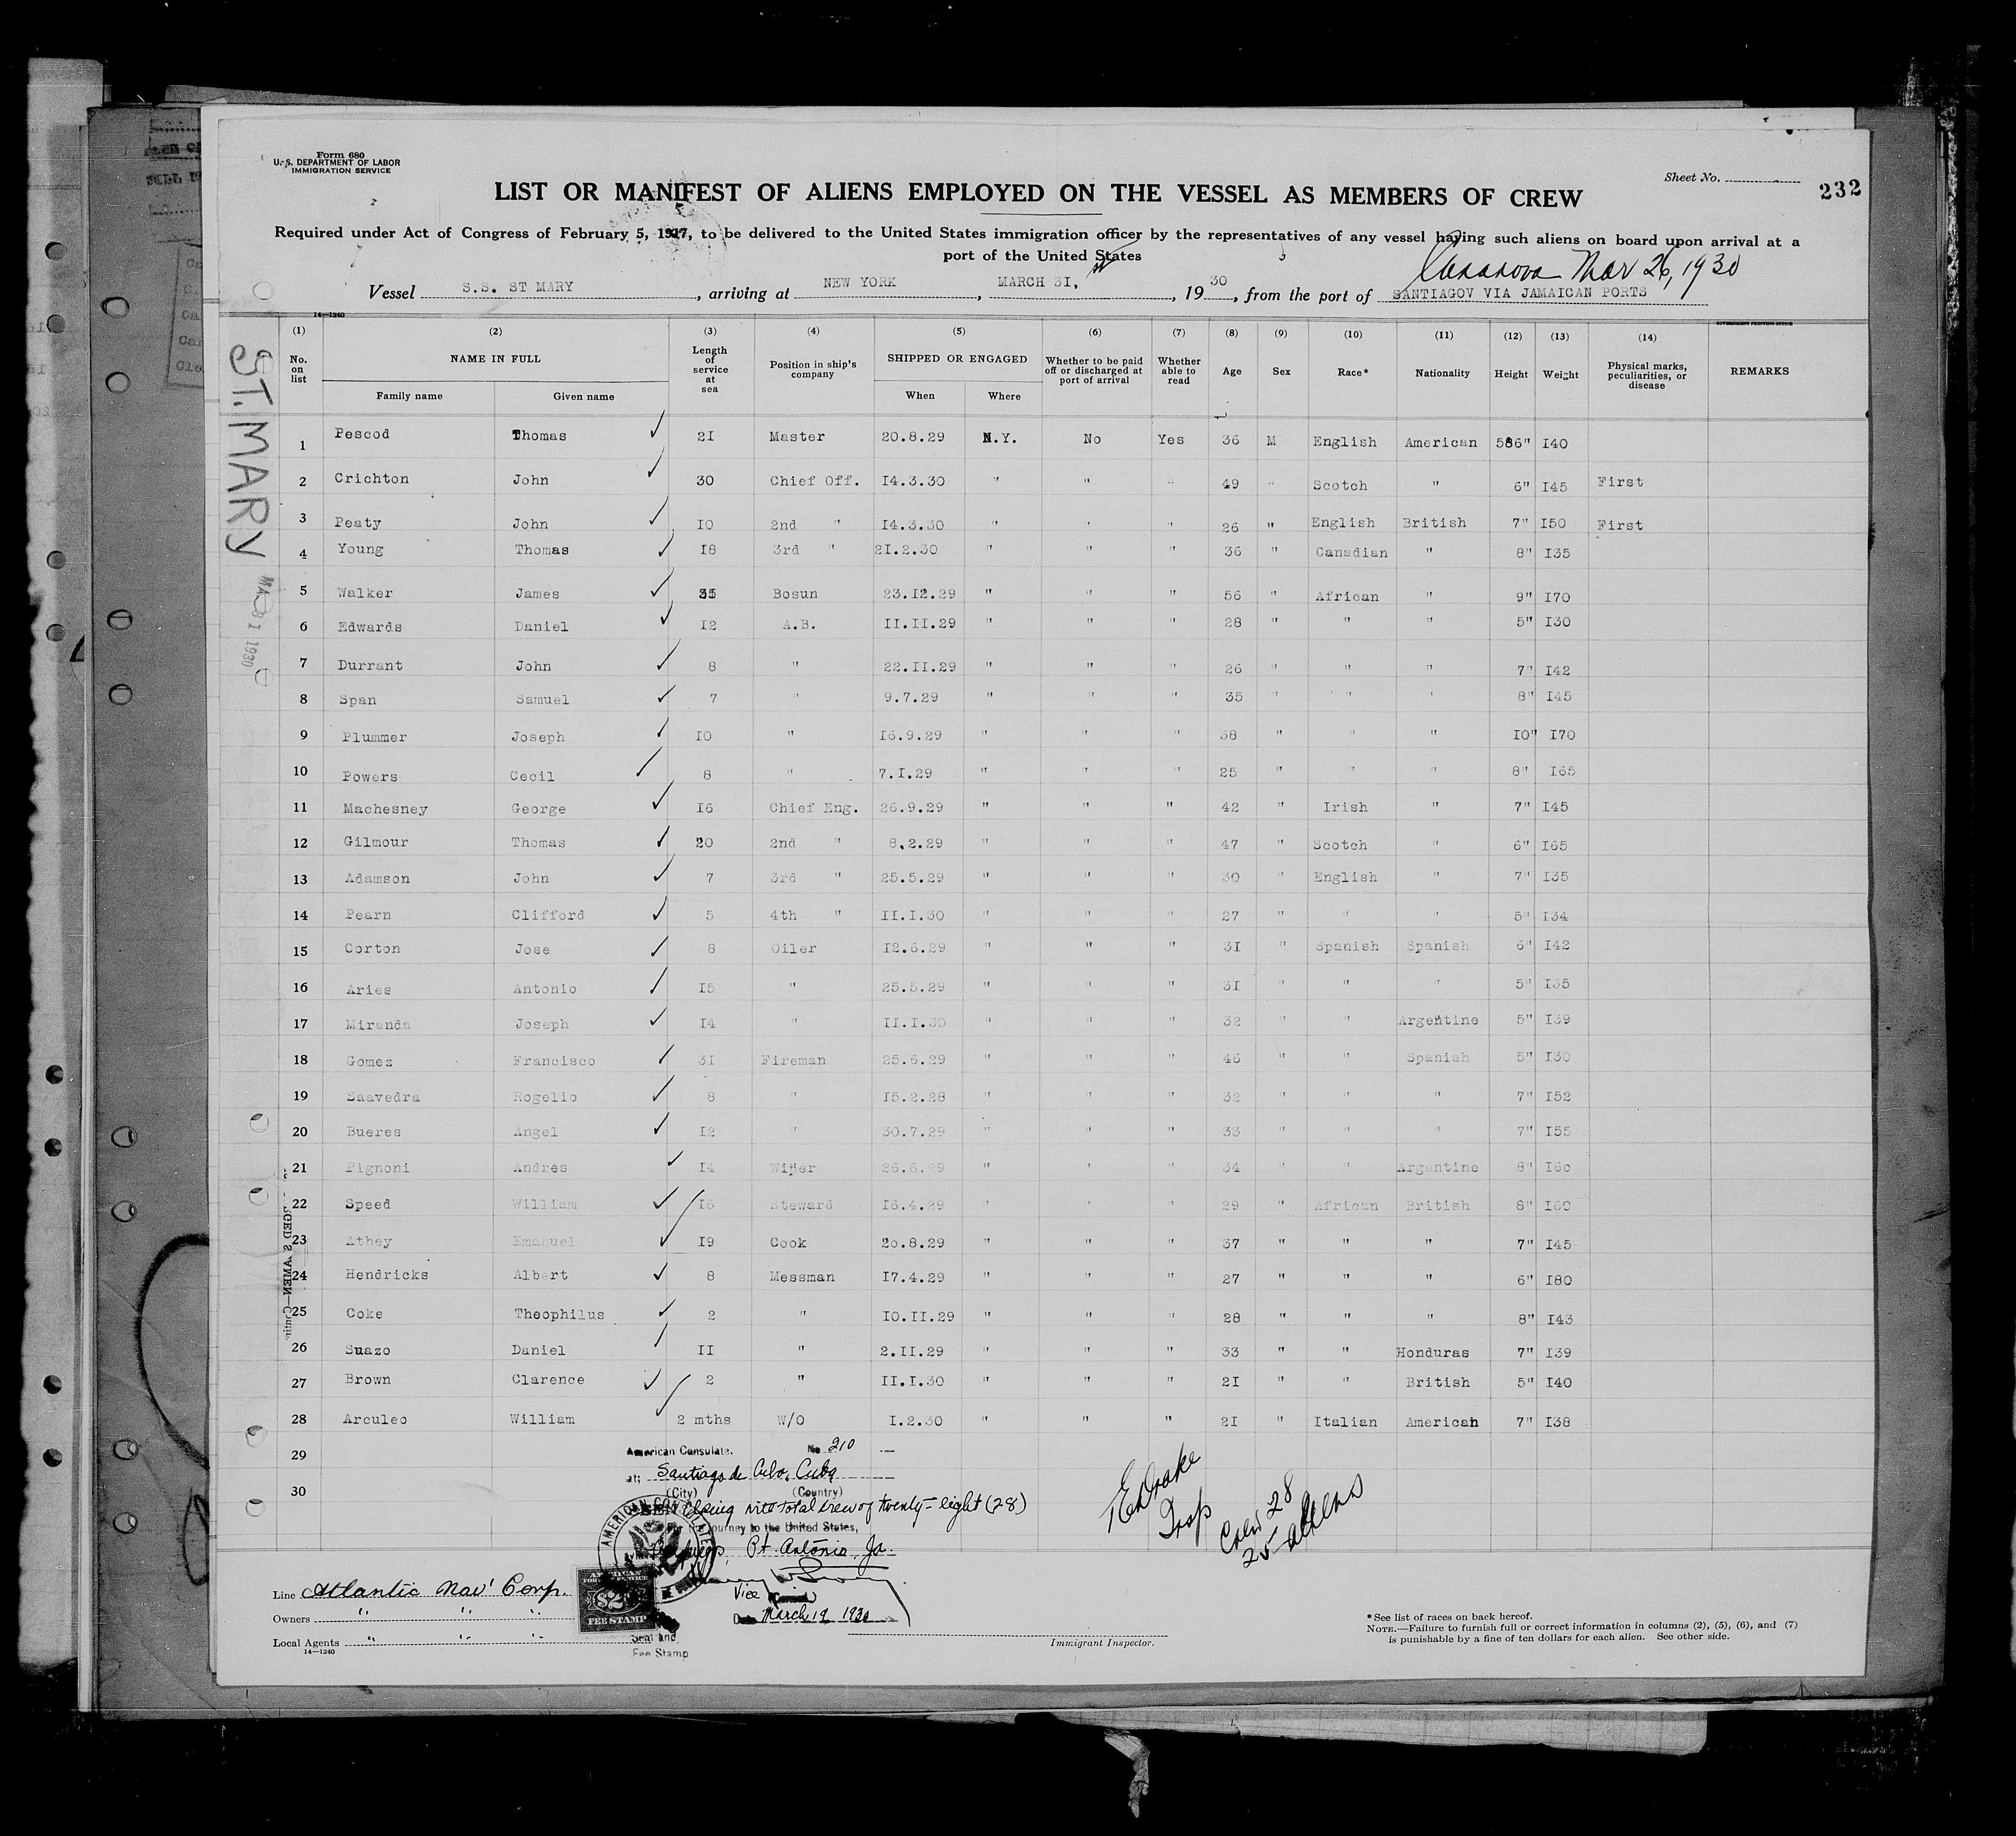 Form 680
U. S. DEPARTMENT OF LABOR
IMMIGRATION SERVICE
Sheet No.
232
LIST OR MANIFEST OF ALIENS EMPLOYED ON THE VESSEL AS MEMBERS OF CREW
Required under Act of Congress of February 5, 1917, to be delivered to the United States immigration officer by the representatives of any vessel having such aliens on board upon arrival at a
port of the United States
Mar 26, 1930
Vessel S.S. ST MARY, arriving at NEW YORK, MARCH 31, 1930, from the port of SANTIAGOV VIA JAMAICAN PORTS
14—1240
GOVERNMENT PRINTING OFFICE
ST. MARY
1930
(1) (2) (3) (4) (5) (6) (7) (8) (9) (10) (11) (12) (13) (14)
No. on list NAME IN FULL Length of service at sea Position in ship's company SHIPPED OR ENGAGED Whether to be paid off or discharged at port of arrival Whether able to read Age Sex Race* Nationality Height Weight Physical marks, peculiarities, or disease REMARKS
Family name Given name When Where
1 Pescod Thomas 21 Master 20.8.29 N.Y. No Yes 36 M English American 586" 140
2 Crichton John 30 Chief Off. 14.3.30 " " " 49 " Scotch " 6" 145 First
3 Peaty John 10 2nd " 14.3.30 " " " 26 " English British 7" 150 First
4 Young Thomas 18 3rd " 21.2.30 " " " 36 " Canadian " 8" 135
5 Walker James 35 Bosun 23.12.29 " " " 56 " African " 9" 170
6 Edwards Daniel 12 A.B. 11.11.29 " " " 28 " " " 5" 130
7 Durrant John 8 " 22.11.29 " " " 26 " " " 7" 142
8 Span Samuel 7 " 9.7.29 " " " 35 " " " 8" 145
9 Plummer Joseph 10 " 16.9.29 " " " 38 " " " 10" 170
10 Powers Cecil 8 " 7.1.29 " " " 25 " " " 8" 165
11 Machesney George 16 Chief Eng. 26.9.29 " " " 42 " Irish " 7" 145
12 Gilmour Thomas 20 2nd " 8.2.29 " " " 47 " Scotch " 6" 165
13 Adamson John 7 3rd " 25.5.29 " " " 30 " English " 7" 135
14 Pearn Clifford 5 4th " 11.1.30 " " " 27 " " " 5" 134
15 Corton Jose 8 Oiler 12.6.29 " " " 31 " Spanish Spanish 6" 142
16 Aries Antonio 15 " 25.5.29 " " " 31 " " " 5" 135
17 Miranda Joseph 14 " 11.1.30 " " " 32 " " Argentine 5" 139
18 Gomez Francisco 31 Fireman 25.6.29 " " " 46 " " Spanish 5" 130
19 Saavedra Rogelio 8 " 15.2.28 " " " 32 " " " 7" 152
20 Bueres Angel 12 " 30.7.29 " " " 33 " " " 7" 155
21 Pignoni Andres 14 Wiper 26.6.29 " " " 34 " " Argentine 8" 160
22 Speed William 16 Steward 16.4.29 " " " 29 " African British 8" 160
23 Athey Emanuel 19 Cook 20.8.29 " " " 37 " " " 7" 145
24 Hendricks Albert 8 Messman 17.4.29 " " " 27 " " " 6" 180
25 Coke Theophilus 2 " 10.11.29 " " " 28 " " " 8" 143
26 Suazo Daniel 11 " 2.11.29 " " " 33 " " Honduras 7" 139
27 Brown Clarence 2 " 11.1.30 " " " 21 " " British 5" 140
28 Arculeo William 2 mths W/O 1.2.30 " " " 21 " Italian American 7" 138
29
30
American Consulate. No 210
at: Santiago de Cuba, Cuba
(City) (Country)
total crew of twenty-eight (28)
journey to the United States,
Pt. Antonio, Ja.
Vice
March 19 1930
AMERICAN CONSULATE
FEE STAMP
Seal and
Fee Stamp
Drake
Insp
Crew 28
25 aliens
Line Atlantic Nav' Corp.
Owners " " "
Local Agents " " "
14—1240
Immigrant Inspector.
*See list of races on back hereof.
NOTE.—Failure to furnish full or correct information in columns (2), (5), (6), and (7)
is punishable by a fine of ten dollars for each alien. See other side.